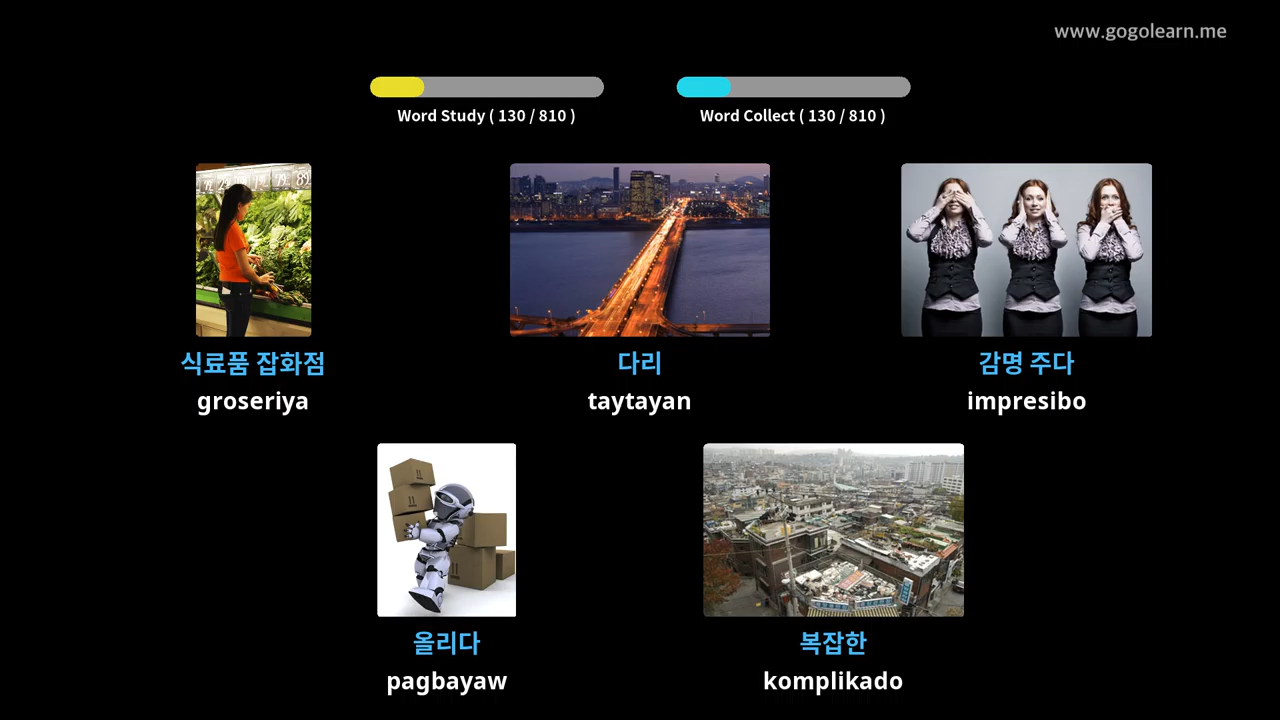 www.gogolearn.me
Word Study ( 130 / 810 )
Word Collect ( 130 / 810 )
식료품 잡화점
groseriya
다리
taytayan
감명 주다
impresibo
올리다
pagbayaw
복잡한
komplikado